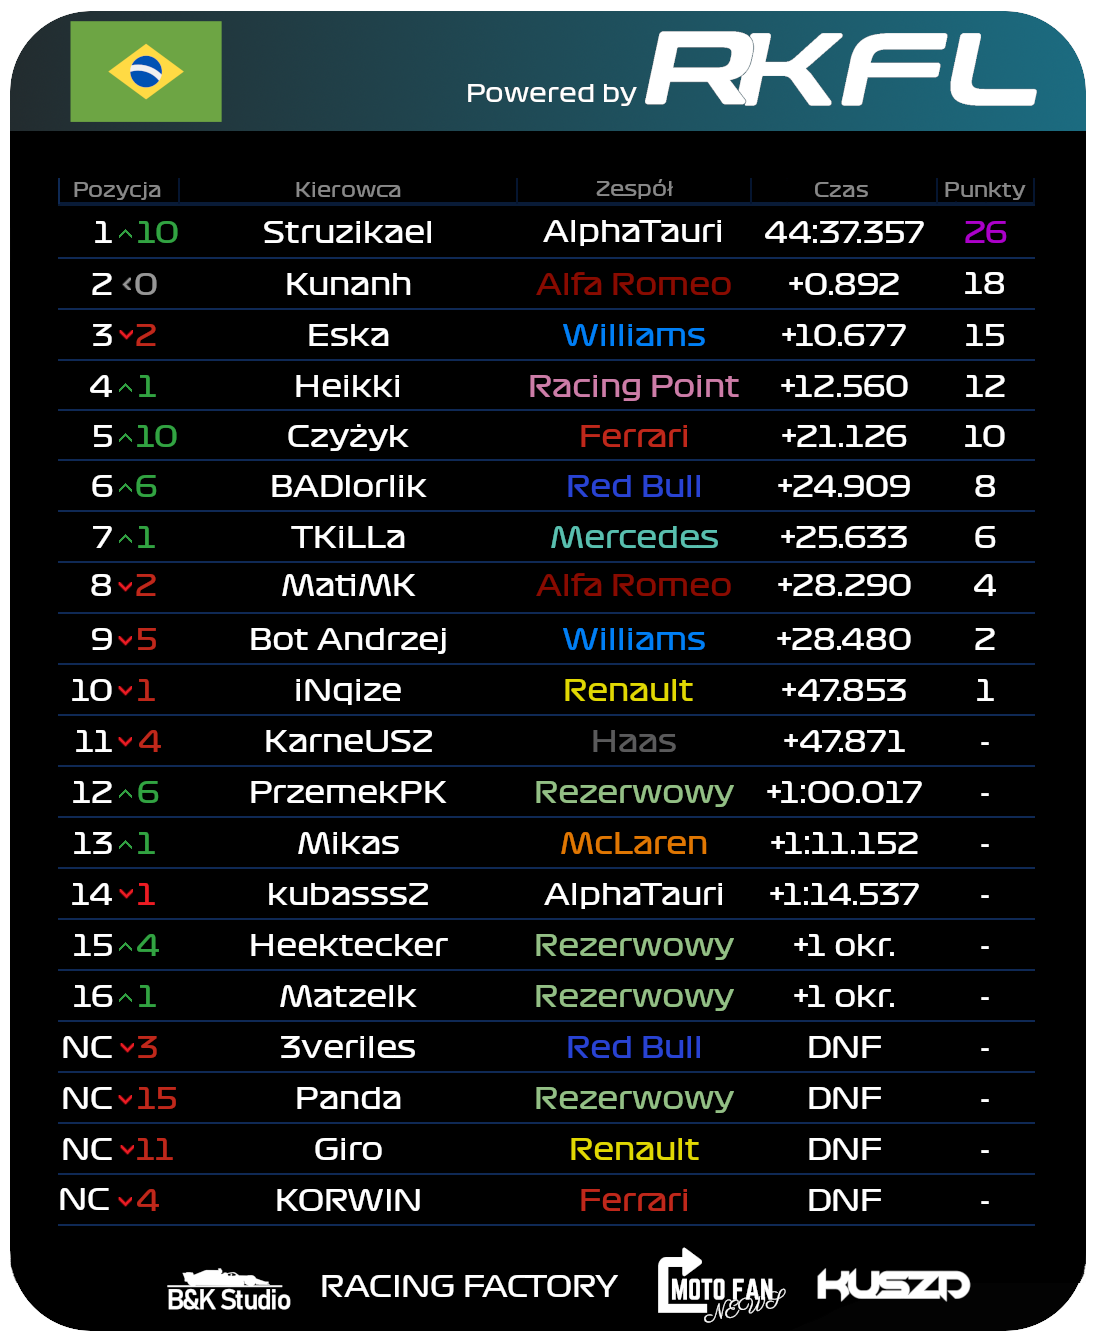 Powered by RKFL
Pozycja Kierowca Zespół Czas Punkty
1 ^10 Struzikael AlphaTauri 44:37.357 26
2 <0 Kunanh Alfa Romeo +0.892 18
3 ⌄2 Eska Williams +10.677 15
4 ^1 Heikki Racing Point +12.560 12
5 ^10 Czyżyk Ferrari +21.126 10
6 ^6 BADIorlik Red Bull +24.909 8
7 ^1 TKiLLa Mercedes +25.633 6
8 ⌄2 MatiMK Alfa Romeo +28.290 4
9 ⌄5 Bot Andrzej Williams +28.480 2
10 ⌄1 iNqize Renault +47.853 1
11 ⌄4 KarneUSZ Haas +47.871 -
12 ^6 PrzemekPK Rezerwowy +1:00.017 -
13 ^1 Mikas McLaren +1:11.152 -
14 ⌄1 kubasssZ AlphaTauri +1:14.537 -
15 ^4 Heektecker Rezerwowy +1 okr. -
16 ^1 Matzelk Rezerwowy +1 okr. -
NC ⌄3 3veriles Red Bull DNF -
NC ⌄15 Panda Rezerwowy DNF -
NC ⌄11 Giro Renault DNF -
NC ⌄4 KORWIN Ferrari DNF -
B&K Studio RACING FACTORY MOTO FAN NEWS KUSZP